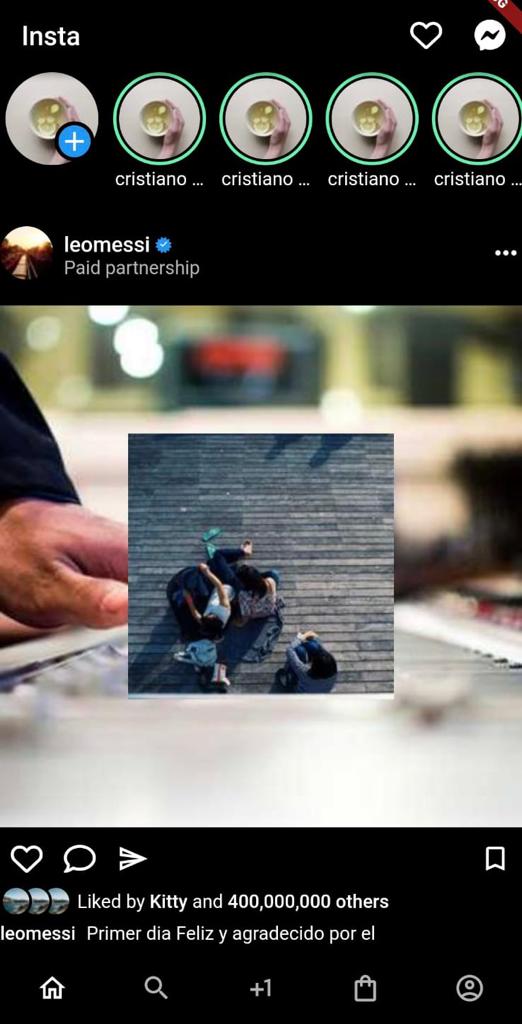 Insta
cristiano ...
cristiano ...
cristiano ...
cristiano ...
leomessi
Paid partnership
Liked by Kitty and 400,000,000 others
leomessi Primer dia Feliz y agradecido por el
+1